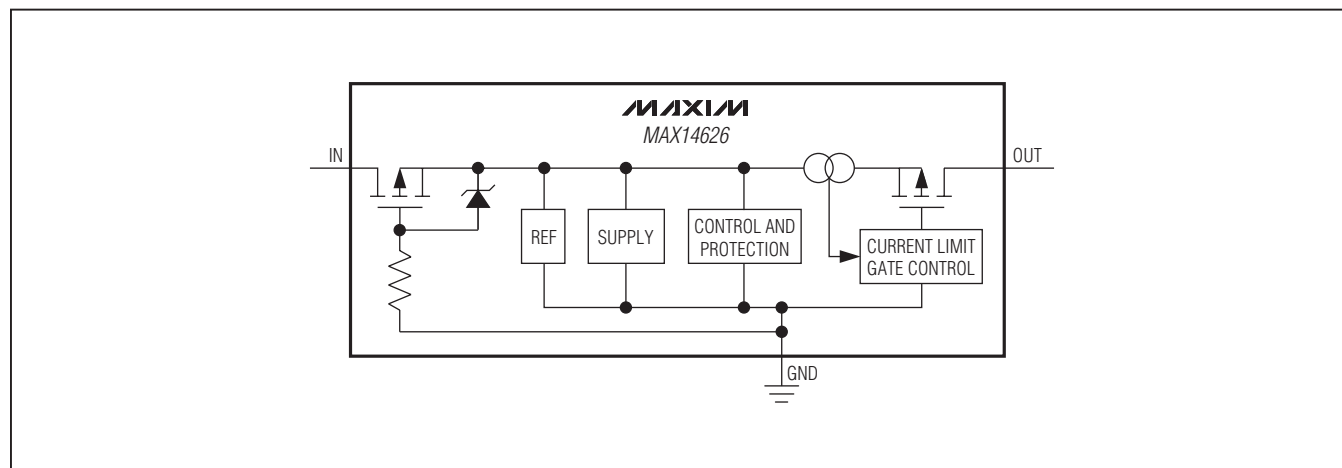 MAXIM
MAX14626
IN
OUT
REF
SUPPLY
CONTROL AND
PROTECTION
CURRENT LIMIT
GATE CONTROL
GND